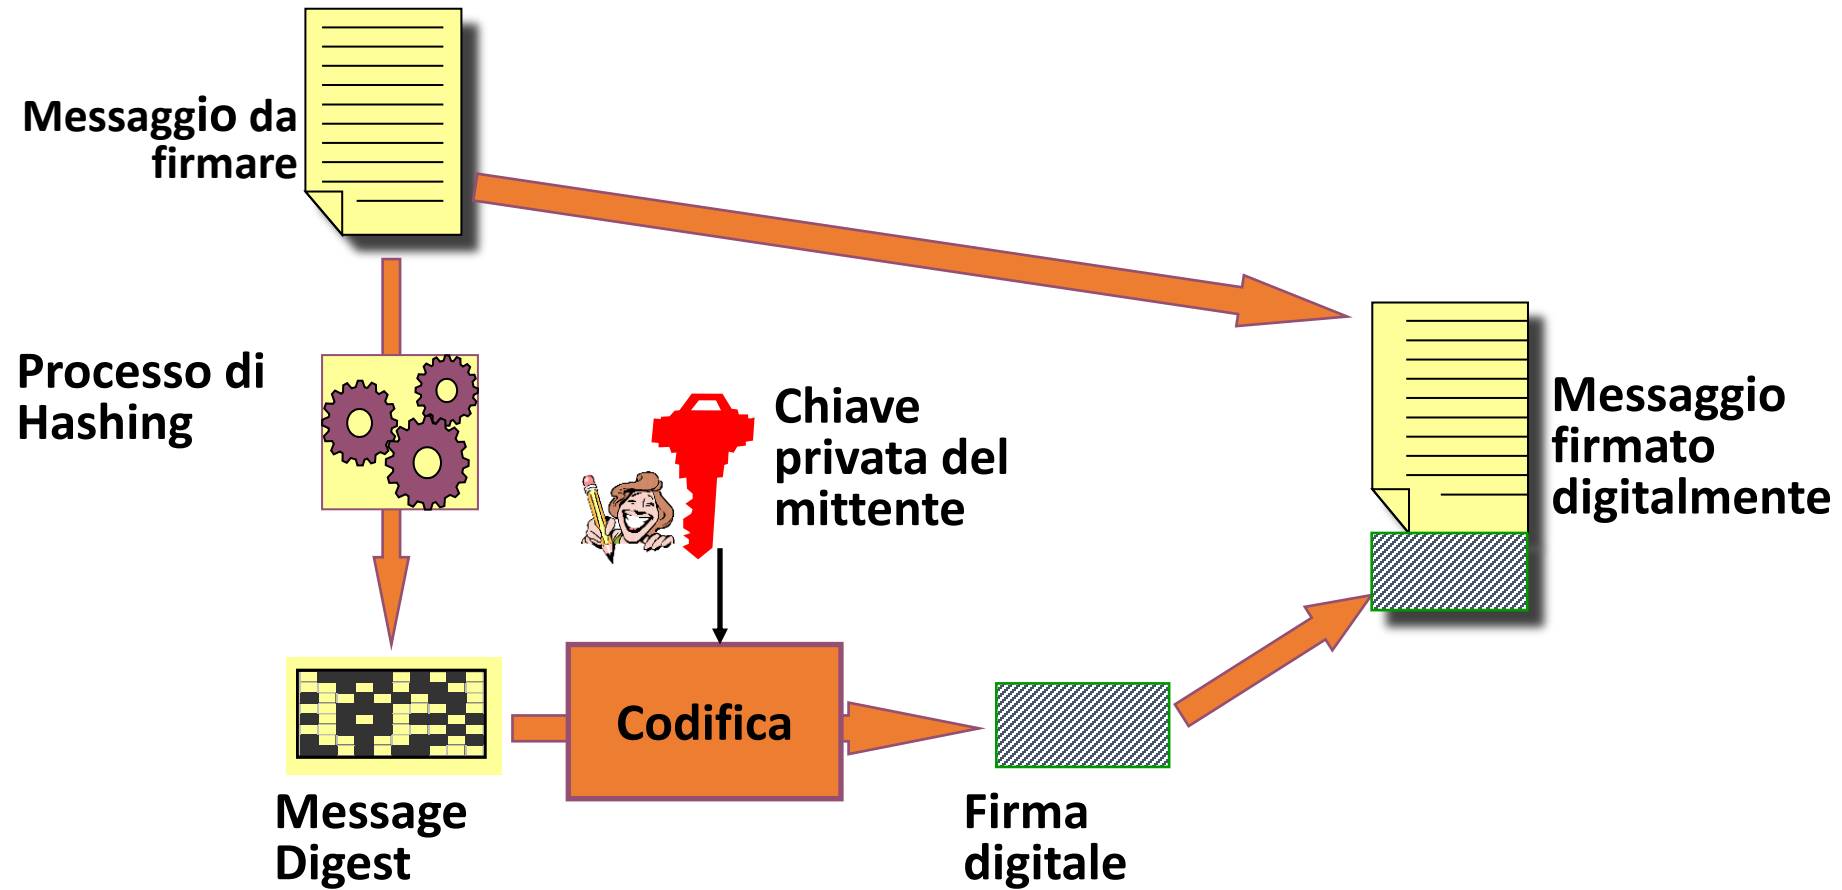 Messaggio da
firmare
Processo di
Hashing
Chiave
privata del
mittente
Messaggio
firmato
digitalmente
Codifica
Message
Digest
Firma
digitale